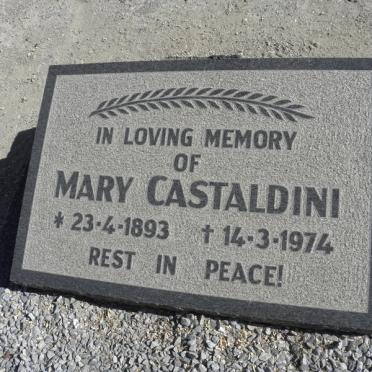 IN LOVING MEMORY
OF
MARY CASTALDINI
* 23·4·1893 † 14·3·1974
REST IN PEACE!